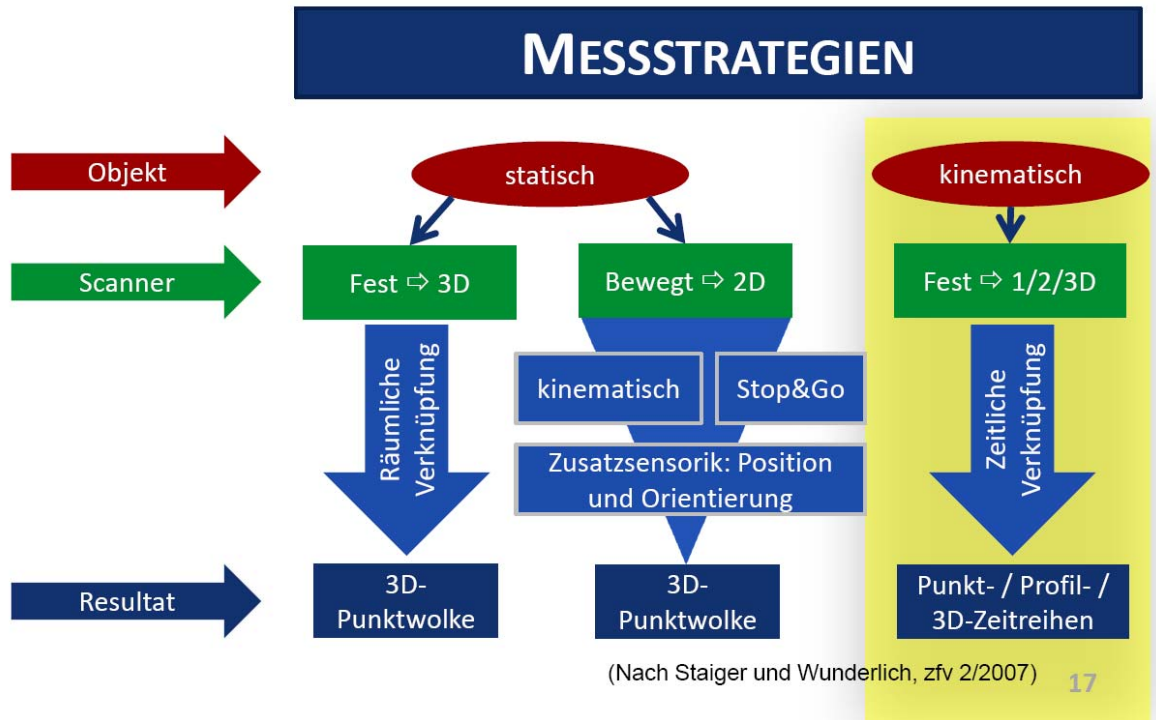 MESSSTRATEGIEN
Objekt
statisch
kinematisch
Scanner
Fest ⇨ 3D
Bewegt ⇨ 2D
Fest ⇨ 1/2/3D
Räumliche
Verknüpfung
kinematisch
Stop&Go
Zusatzsensorik: Position
und Orientierung
Zeitliche
Verknüpfung
Resultat
3D-
Punktwolke
3D-
Punktwolke
Punkt- / Profil- /
3D-Zeitreihen
(Nach Staiger und Wunderlich, zfv 2/2007)
17